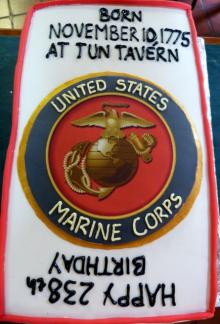 BORN
NOVEMBER 10, 1775
AT TUN TAVERN
UNITED STATES
MARINE CORPS
HAPPY 238th
BIRTHDAY